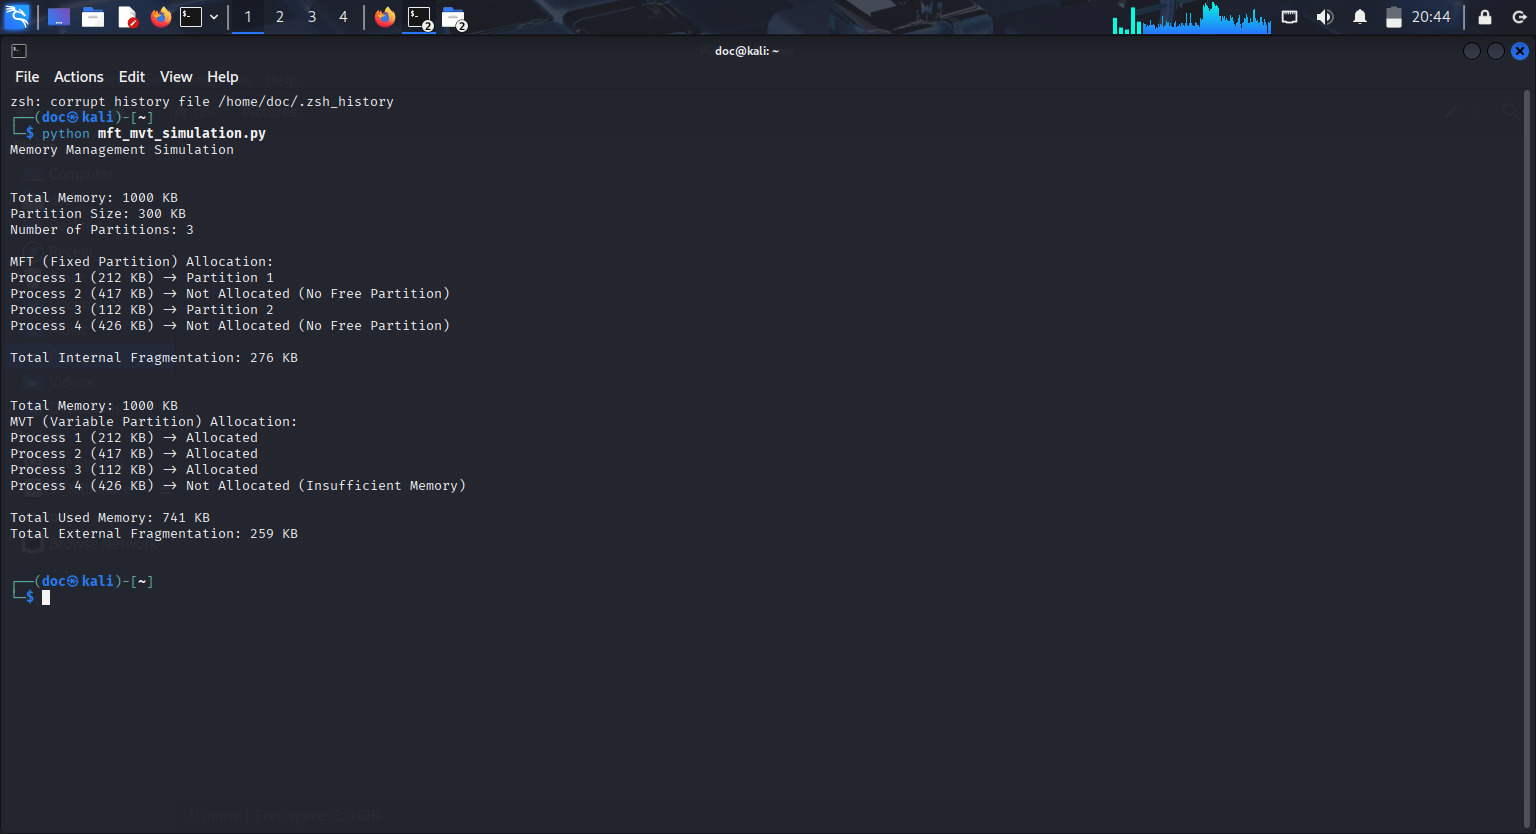 1 2 3 4 2 2 20:44
doc@kali: ~
File Actions Edit View Help
zsh: corrupt history file /home/doc/.zsh_history
┌──(doc㉿kali)-[~]
└─$ python mft_mvt_simulation.py
Memory Management Simulation
Computer
Total Memory: 1000 KB
Partition Size: 300 KB
Number of Partitions: 3
MFT (Fixed Partition) Allocation:
Process 1 (212 KB) → Partition 1
Process 2 (417 KB) → Not Allocated (No Free Partition)
Process 3 (112 KB) → Partition 2
Process 4 (426 KB) → Not Allocated (No Free Partition)
Total Internal Fragmentation: 276 KB
Videos
Total Memory: 1000 KB
MVT (Variable Partition) Allocation:
Process 1 (212 KB) → Allocated
Process 2 (417 KB) → Allocated
Process 3 (112 KB) → Allocated
Process 4 (426 KB) → Not Allocated (Insufficient Memory)
Total Used Memory: 741 KB
Total External Fragmentation: 259 KB
Browse Network
┌──(doc㉿kali)-[~]
└─$